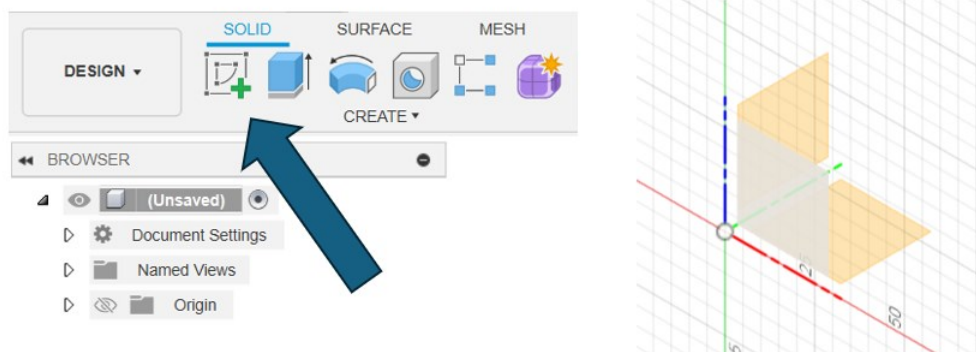 SOLID SURFACE MESH
DESIGN
CREATE
BROWSER
(Unsaved)
Document Settings
Named Views
Origin
25
50